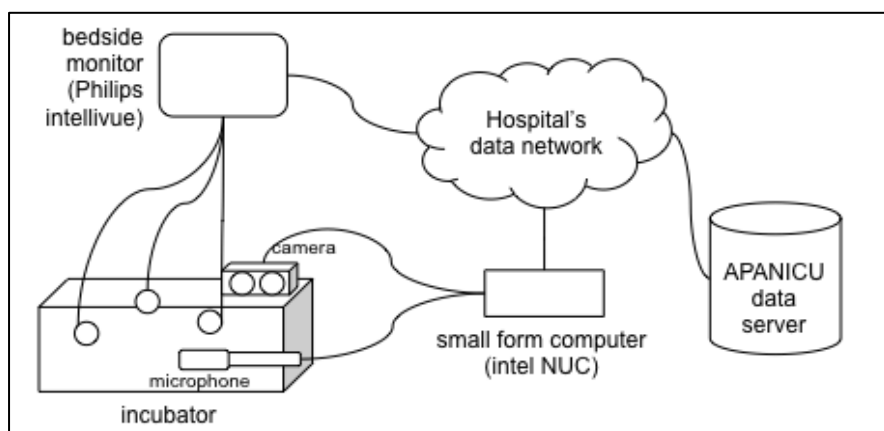 bedside
monitor
(Philips
intellivue)
Hospital's
data network
camera
APANICU
data
server
small form computer
(intel NUC)
microphone
incubator